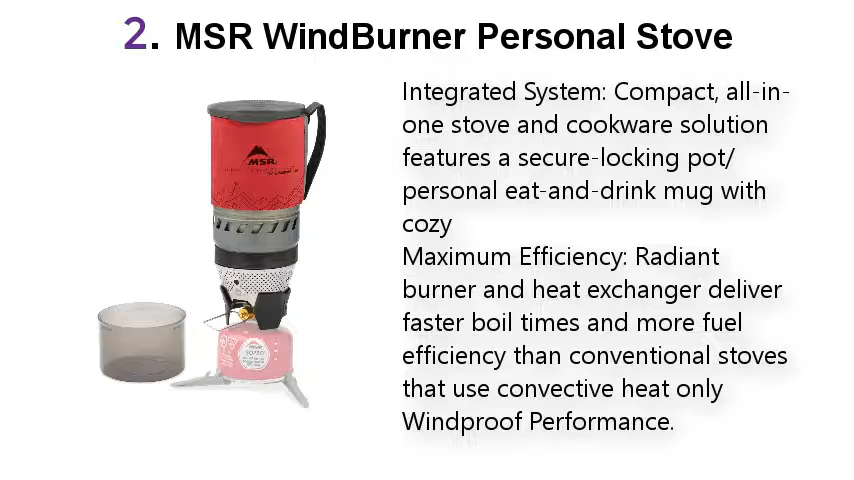 2. MSR WindBurner Personal Stove
Integrated System: Compact, all-in-
one stove and cookware solution
features a secure-locking pot/
personal eat-and-drink mug with
cozy
Maximum Efficiency: Radiant
burner and heat exchanger deliver
faster boil times and more fuel
efficiency than conventional stoves
that use convective heat only
Windproof Performance.
MSR
MSR
ISOPRO